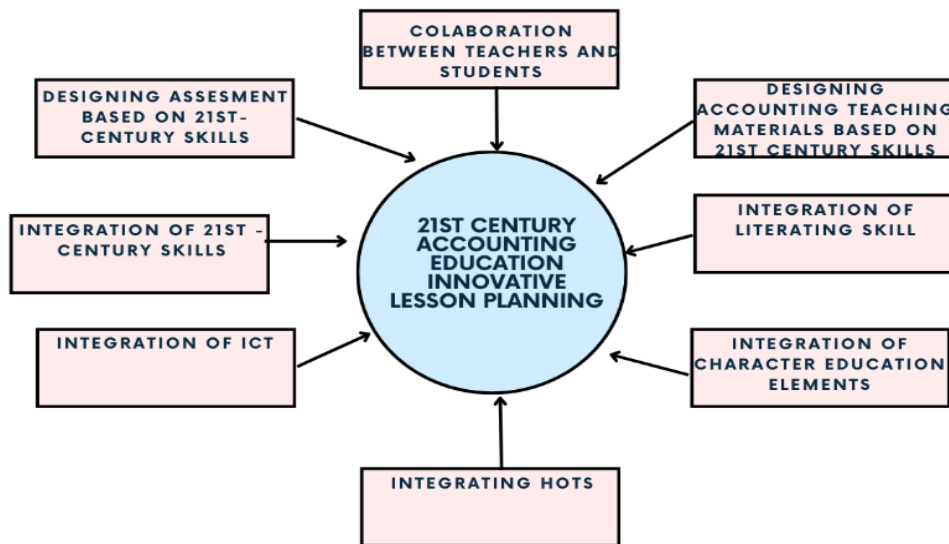 COLABORATION
BETWEEN TEACHERS AND
STUDENTS
DESIGNING ASSESMENT
BASED ON 21ST-
CENTURY SKILLS
DESIGNING
ACCOUNTING TEACHING
MATERIALS BASED ON
21ST CENTURY SKILLS
INTEGRATION OF 21ST -
CENTURY SKILLS
21ST CENTURY
ACCOUNTING
EDUCATION
INNOVATIVE
LESSON PLANNING
INTEGRATION OF
LITERATING SKILL
INTEGRATION OF ICT
INTEGRATION OF
CHARACTER EDUCATION
ELEMENTS
INTEGRATING HOTS